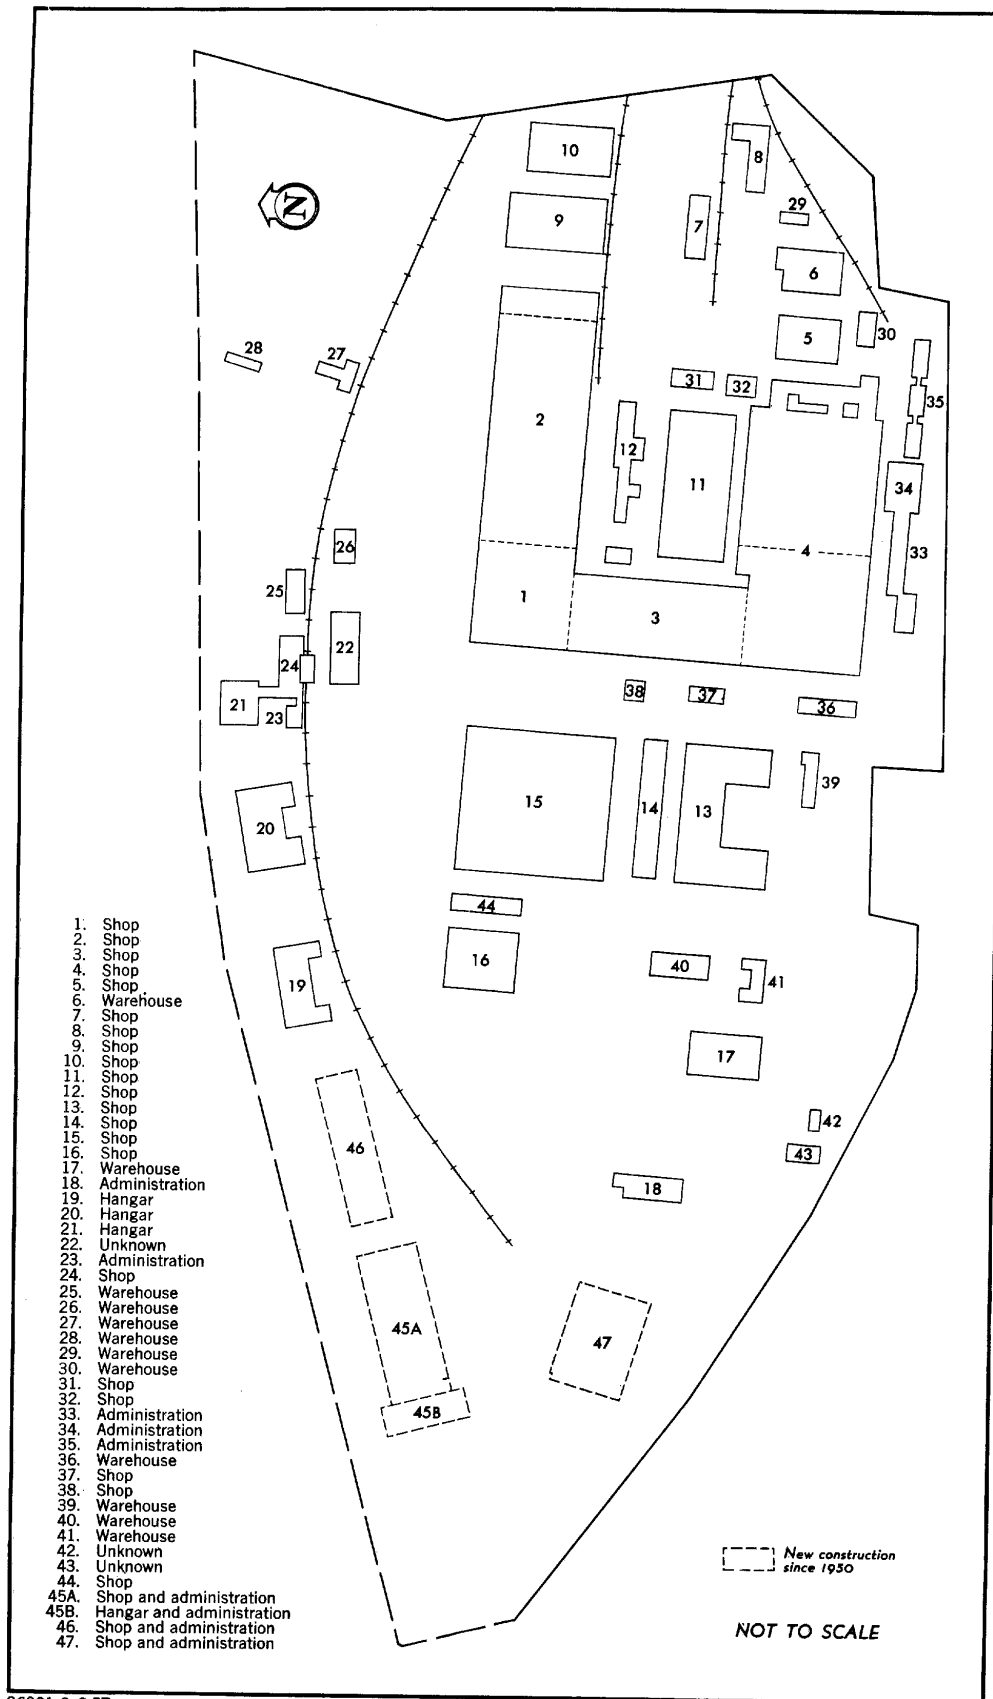 N
10
9
8
7
29
6
5
30
28
27
31
32
35
2
12
11
34
4
33
26
25
1
3
22
24
21
23
38
37
36
20
15
14
13
39
44
16
40
41
19
17
46
42
43
18
45A
47
45B
1. Shop
2. Shop
3. Shop
4. Shop
5. Shop
6. Warehouse
7. Shop
8. Shop
9. Shop
10. Shop
11. Shop
12. Shop
13. Shop
14. Shop
15. Shop
16. Shop
17. Warehouse
18. Administration
19. Hangar
20. Hangar
21. Hangar
22. Unknown
23. Administration
24. Shop
25. Warehouse
26. Warehouse
27. Warehouse
28. Warehouse
29. Warehouse
30. Warehouse
31. Shop
32. Shop
33. Administration
34. Administration
35. Administration
36. Warehouse
37. Shop
38. Shop
39. Warehouse
40. Warehouse
41. Warehouse
42. Unknown
43. Unknown
44. Shop
45A. Shop and administration
45B. Hangar and administration
46. Shop and administration
47. Shop and administration
New construction
since 1950
NOT TO SCALE